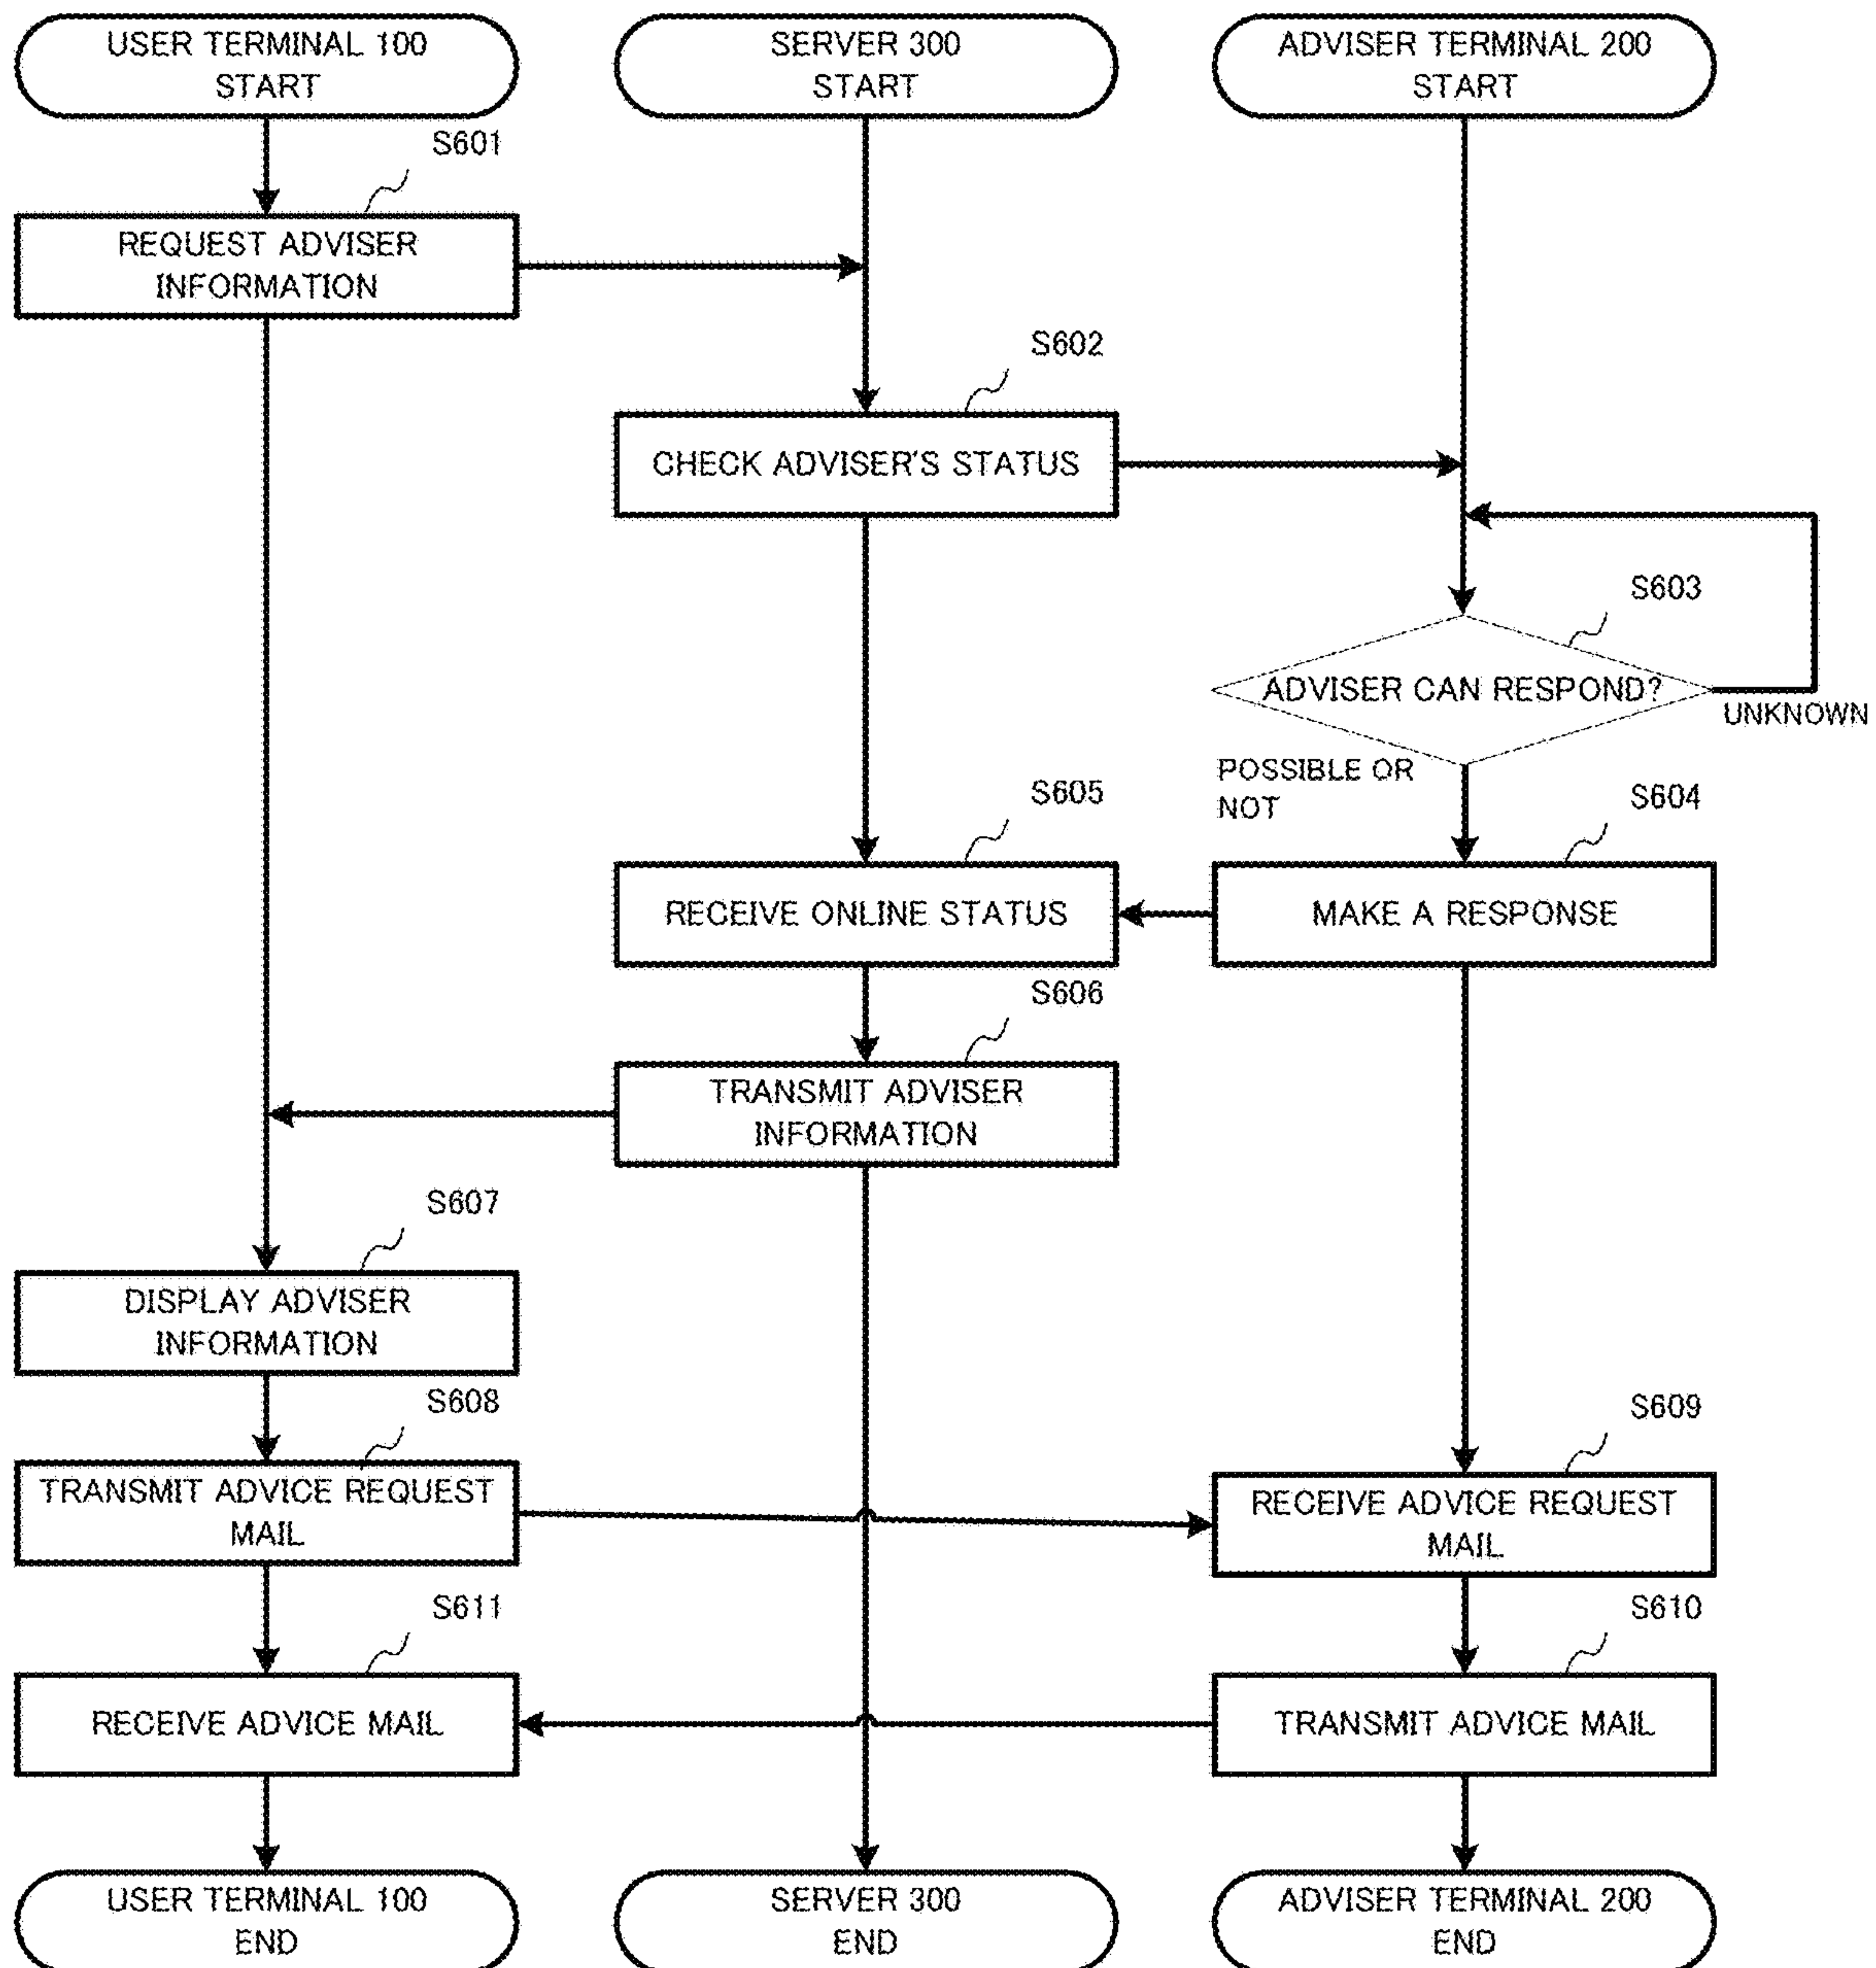 USER TERMINAL 100
START
SERVER 300
START
ADVISER TERMINAL 200
START
S601
REQUEST ADVISER
INFORMATION
S602
CHECK ADVISER'S STATUS
S603
ADVISER CAN RESPOND?
UNKNOWN
POSSIBLE OR
NOT
S604
S605
RECEIVE ONLINE STATUS
MAKE A RESPONSE
S606
TRANSMIT ADVISER
INFORMATION
S607
DISPLAY ADVISER
INFORMATION
S608
TRANSMIT ADVICE REQUEST
MAIL
S609
RECEIVE ADVICE REQUEST
MAIL
S611
RECEIVE ADVICE MAIL
S610
TRANSMIT ADVICE MAIL
USER TERMINAL 100
END
SERVER 300
END
ADVISER TERMINAL 200
END